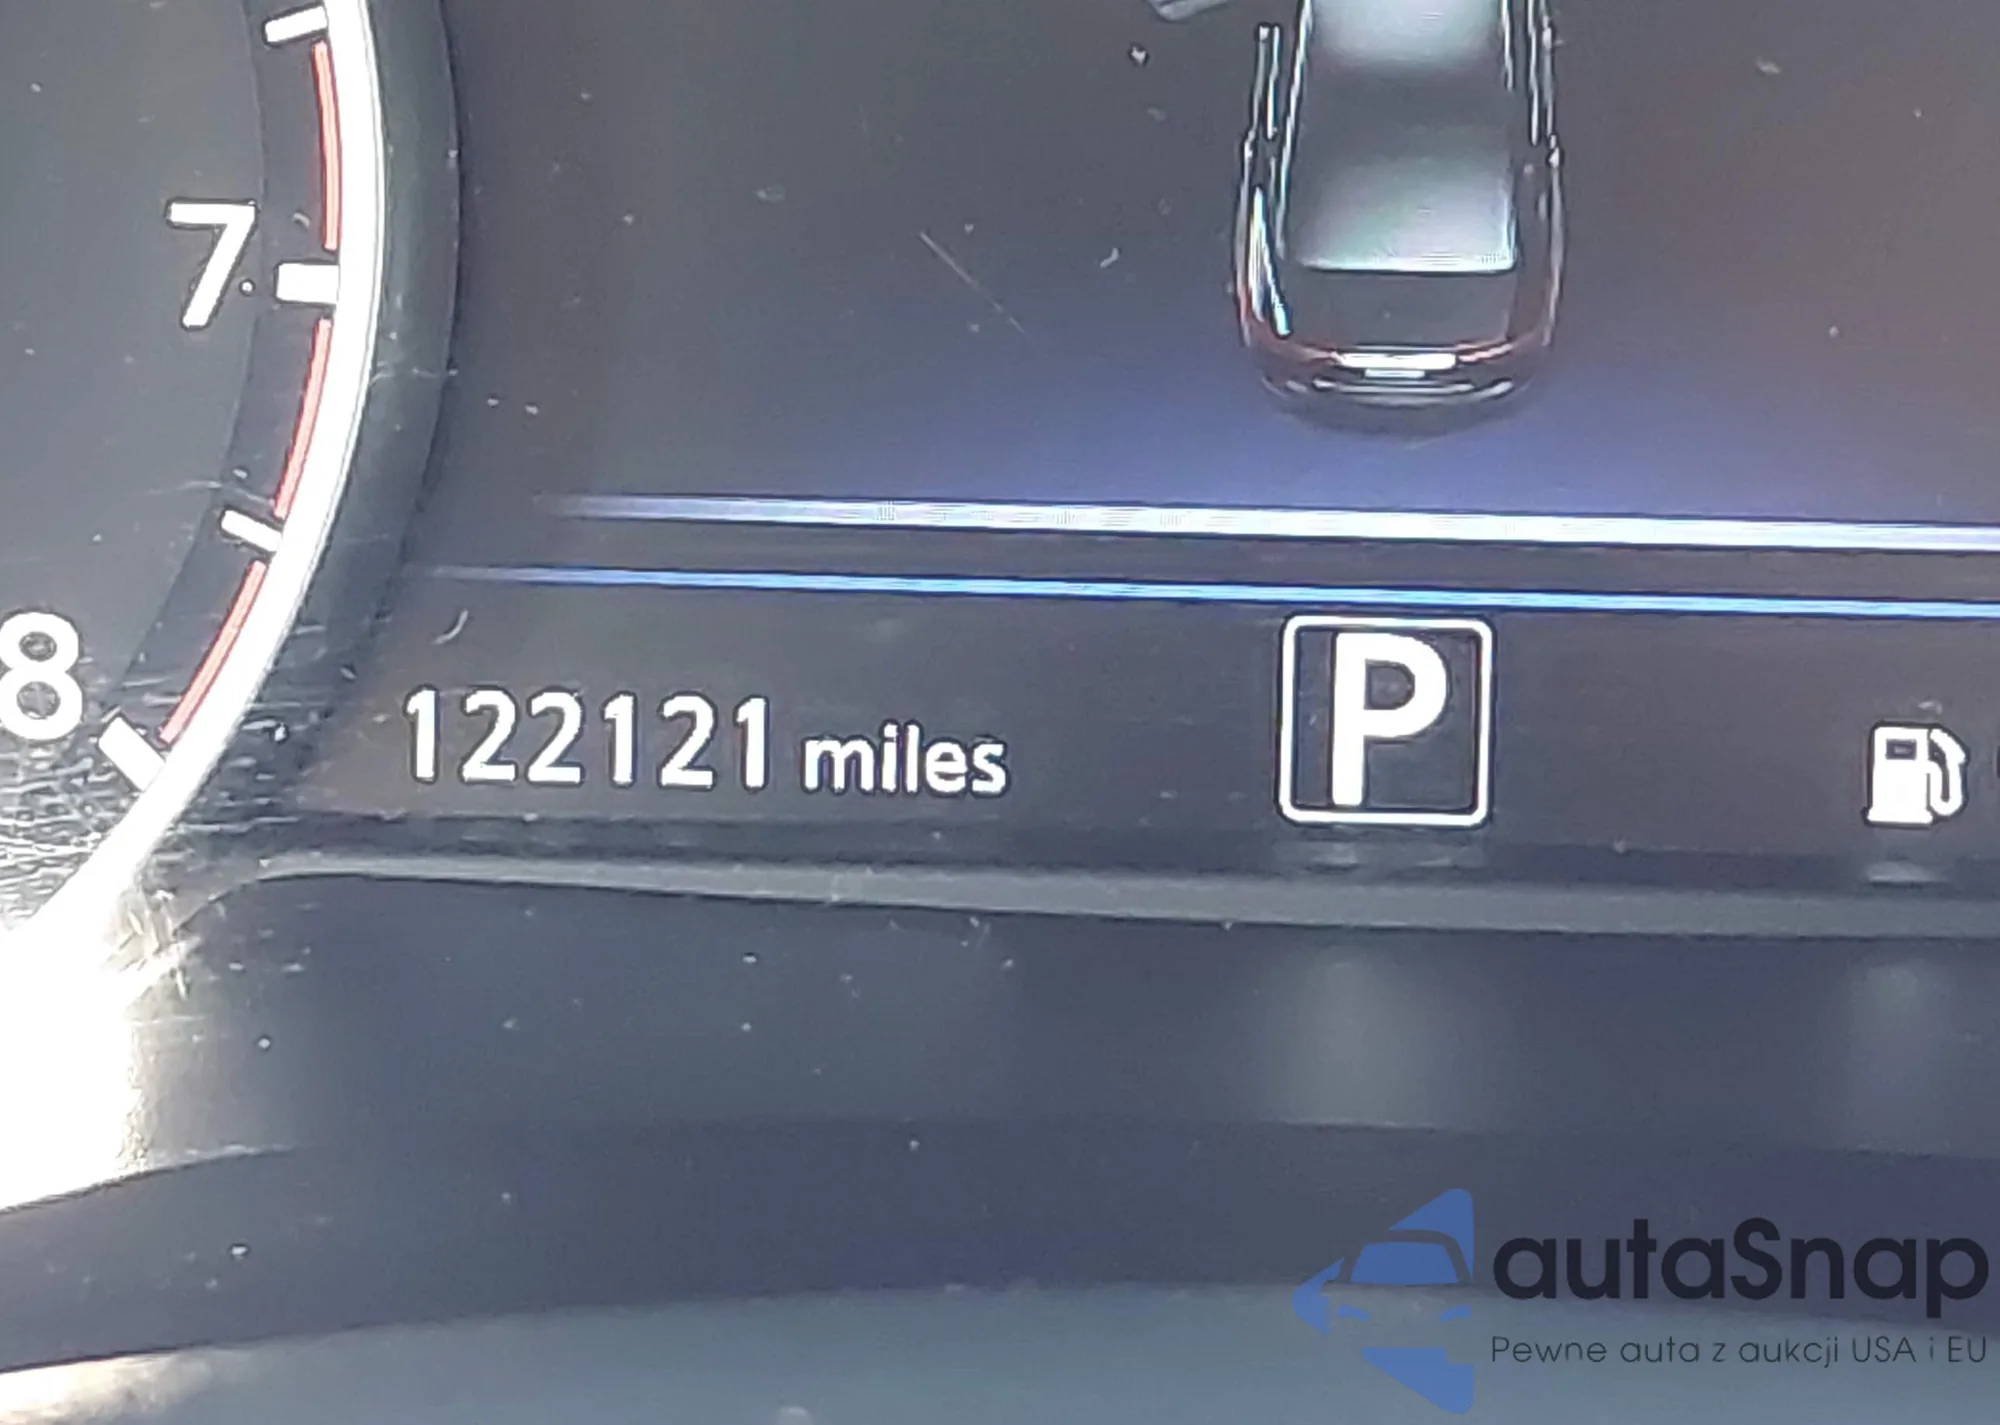 7
8
122121 miles
P
autaSnap
Pewne auta z aukcji USA i EU